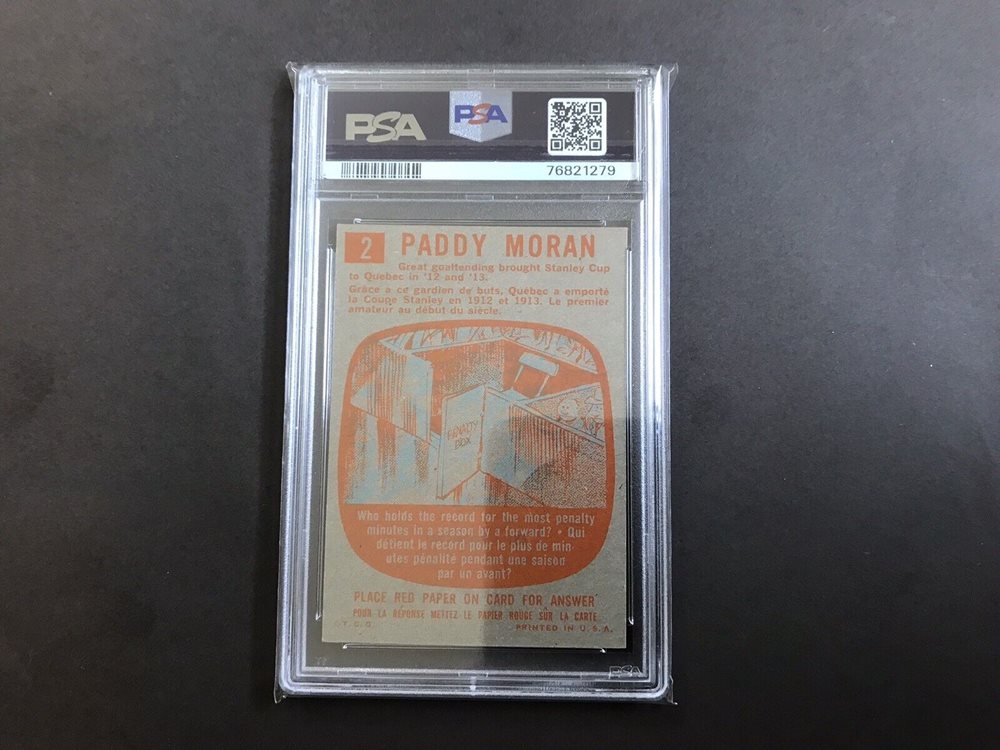 PSA
PSA
76821279
2 PADDY MORAN
Great goaltending brought Stanley Cup
to Quebec in '12 and '13.
Grâce a ce gardien de buts, Québec a emporté
la Coupe Stanley en 1912 et 1913. Le premier
amateur au début du siècle.
PENALTY
BOX
Who holds the record for the most penalty
minutes in a season by a forward? • Qui
détient le record pour le plus de min
utes pénalité pendant une saison
par un avant?
PLACE RED PAPER ON CARD FOR ANSWER
POUR LA RÉPONSE METTEZ LE PAPIER ROUGE SUR LA CARTE
©T.C.G. PRINTED IN U.S.A.
PSA